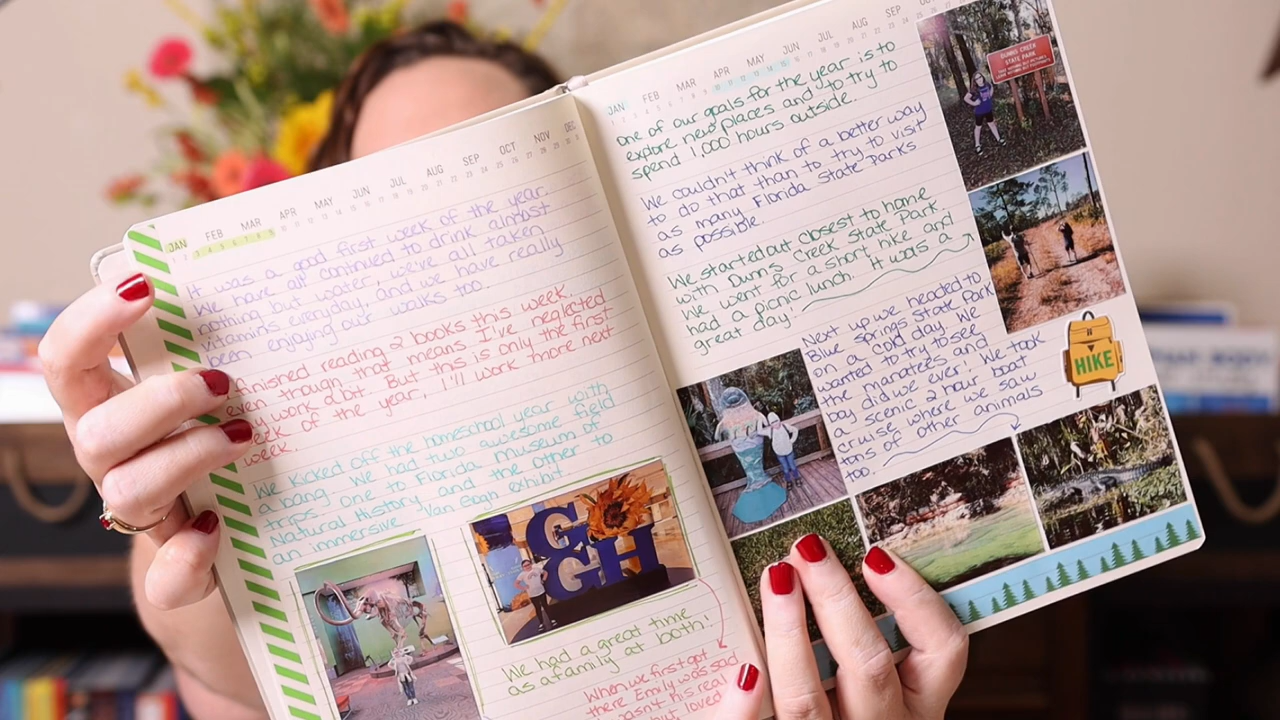 JAN FEB MAR APR MAY JUN JUL AUG SEP OCT NOV DEC
It was a good first week of the year.
We have all continued to drink almost
nothing but water, we've all taken
vitamins everyday, and we have really
been enjoying our walks too.
I finished reading 2 books this week,
even though that means I've neglected
my work a bit. But this is only the first
week of the year, I'll work more next
week.
We kicked off the homeschool year with
a bang. We had two awesome field
trips, one to Florida museum of
Natural History and the other to
an immersive Van Gogh exhibit.
GO
GH
We had a great time
as a family at both!
When we first got
there Emily was sad
wasn't his real
but loved
JAN FEB MAR APR MAY JUN JUL AUG SEP
one of our goals for the year is to
explore new places and to try to
spend 1,000 hours outside.
We couldn't think of a better way
to do that than to try to visit
as many Florida State Parks
as possible.
We started out closest to home
with Dunns Creek State Park
We went for a short hike and
had a picnic lunch. It was a
great day!
DUNNS CREEK
STATE PARK
Next up we headed to
Blue Springs State Park
on a cold day. We
wanted to try to see
the manatees and
boy did we ever! We took
a scenic 2 hour boat
cruise where we saw
tons of other animals
too.
HIKE